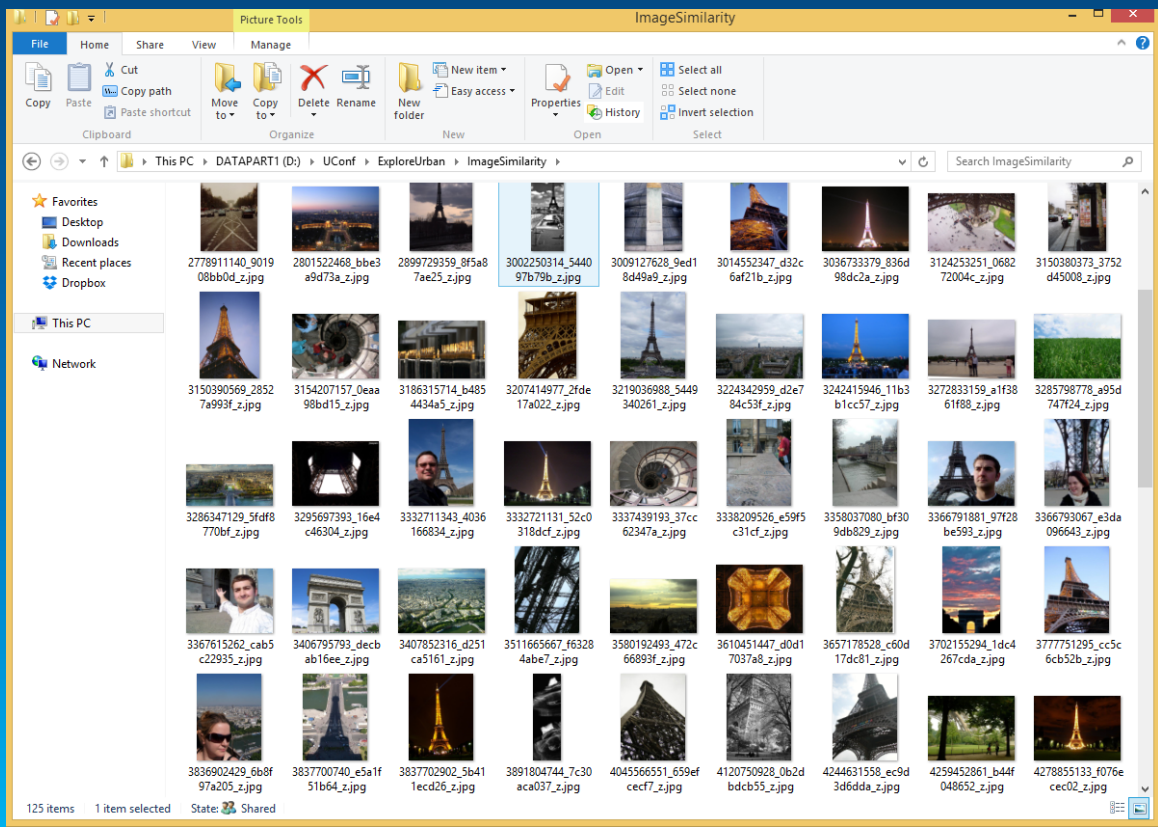 Picture Tools
ImageSimilarity
File
Home
Share
View
Manage
Copy
Paste
Cut
Copy path
Paste shortcut
Clipboard
Move to
Copy to
Delete
Rename
Organize
New folder
New item
Easy access
New
Properties
Open
Edit
History
Open
Select all
Select none
Invert selection
Select
This PC
DATAPART1 (D:)
UConf
ExploreUrban
ImageSimilarity
Search ImageSimilarity
Favorites
Desktop
Downloads
Recent places
Dropbox
This PC
Network
2778911140_9019
08bb0d_z.jpg
2801522468_bbe3
a9d73a_z.jpg
2899729359_8f5a8
7ae25_z.jpg
3002250314_5440
97b79b_z.jpg
3009127628_9ed1
8d49a9_z.jpg
3014552347_d32c
6af21b_z.jpg
3036733379_836d
98dc2a_z.jpg
3124253251_0682
72004c_z.jpg
3150380373_3752
d45008_z.jpg
3150390569_2852
7a993f_z.jpg
3154207157_0eaa
98bd15_z.jpg
3186315714_b485
4434a5_z.jpg
3207414977_2fde
17a022_z.jpg
3219036988_5449
340261_z.jpg
3224342959_d2e7
84c53f_z.jpg
3242415946_11b3
b1cc57_z.jpg
3272833159_a1f38
61f88_z.jpg
3285798778_a95d
747f24_z.jpg
3286347129_5fdf8
770bf_z.jpg
3295697393_16e4
c46304_z.jpg
3332711343_4036
166834_z.jpg
3332721131_52c0
318dcf_z.jpg
3337439193_37cc
62347a_z.jpg
3338209526_e59f5
c31cf_z.jpg
3358037080_bf30
9db829_z.jpg
3366791881_97f28
be593_z.jpg
3366793067_e3da
096643_z.jpg
3367615262_cab5
c22935_z.jpg
3406795793_decb
ab16ee_z.jpg
3407852316_d251
ca5161_z.jpg
3511665667_f6328
4abe7_z.jpg
3580192493_472c
66893f_z.jpg
3610451447_d0d1
7037a8_z.jpg
3657178528_c60d
17dc81_z.jpg
3702155294_1dc4
267cda_z.jpg
3777751295_cc5c
6cb52b_z.jpg
3836902429_6b8f
97a205_z.jpg
3837700740_e5a1f
51b64_z.jpg
3837702902_5b41
1ecd26_z.jpg
3891804744_7c30
aca037_z.jpg
4045566551_659ef
cecf7_z.jpg
4120750928_0b2d
bdcb55_z.jpg
4244631558_ec9d
3d6dda_z.jpg
4259452861_b44f
048652_z.jpg
4278855133_f076e
cec02_z.jpg
125 items
1 item selected
State:
Shared